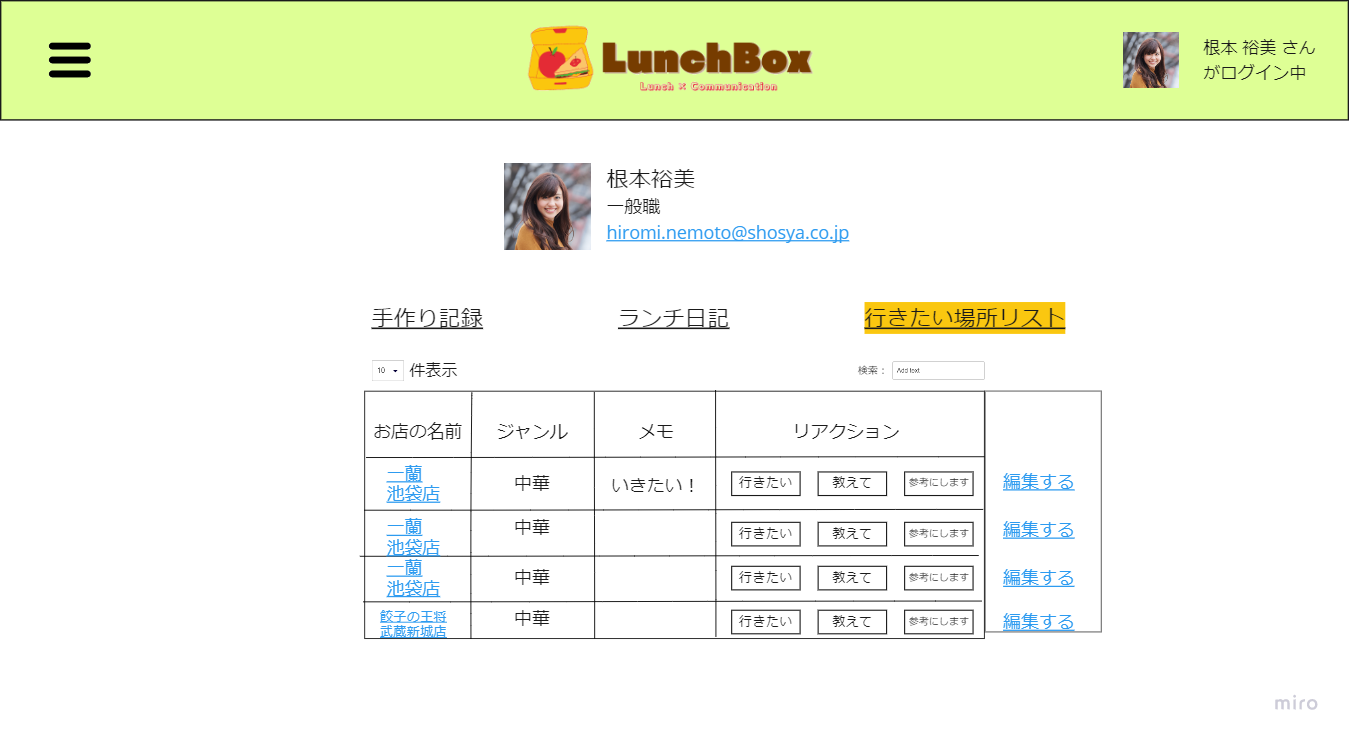 LunchBox
Lunch × Communication
根本 裕美 さん
がログイン中
根本裕美
一般職
hiromi.nemoto@shosya.co.jp
手作り記録 ランチ日記 行きたい場所リスト
10 件表示 検索： Add text
お店の名前 ジャンル メモ リアクション
一蘭
池袋店 中華 いきたい！ 行きたい 教えて 参考にします 編集する
一蘭
池袋店 中華 行きたい 教えて 参考にします 編集する
一蘭
池袋店 中華 行きたい 教えて 参考にします 編集する
餃子の王将
武蔵新城店 中華 行きたい 教えて 参考にします 編集する
miro